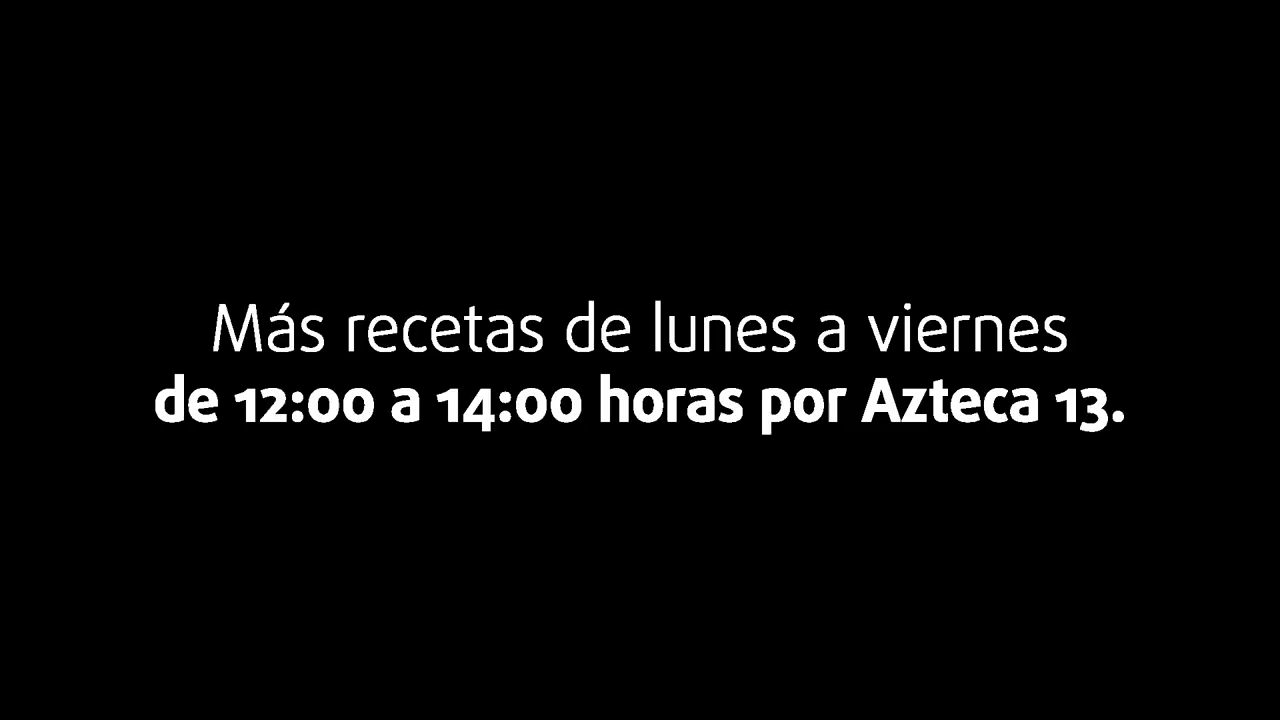 Más recetas de lunes a viernes
de 12:00 a 14:00 horas por Azteca 13.